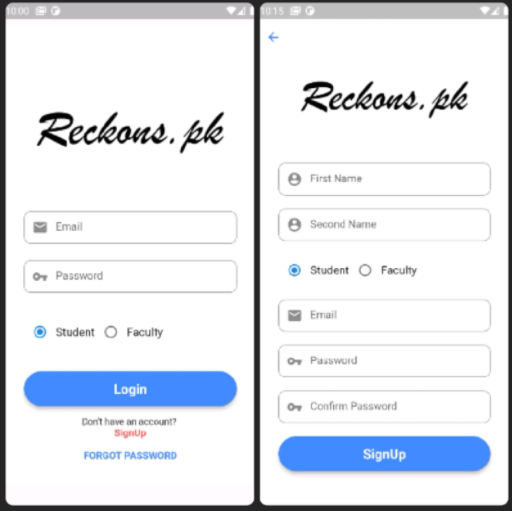 10:00
Reckons.pk
Email
Password
Student
Faculty
Login
Don't have an account?
SignUp
FORGOT PASSWORD
10:15
Reckons.pk
First Name
Second Name
Student
Faculty
Email
Password
Confirm Password
SignUp